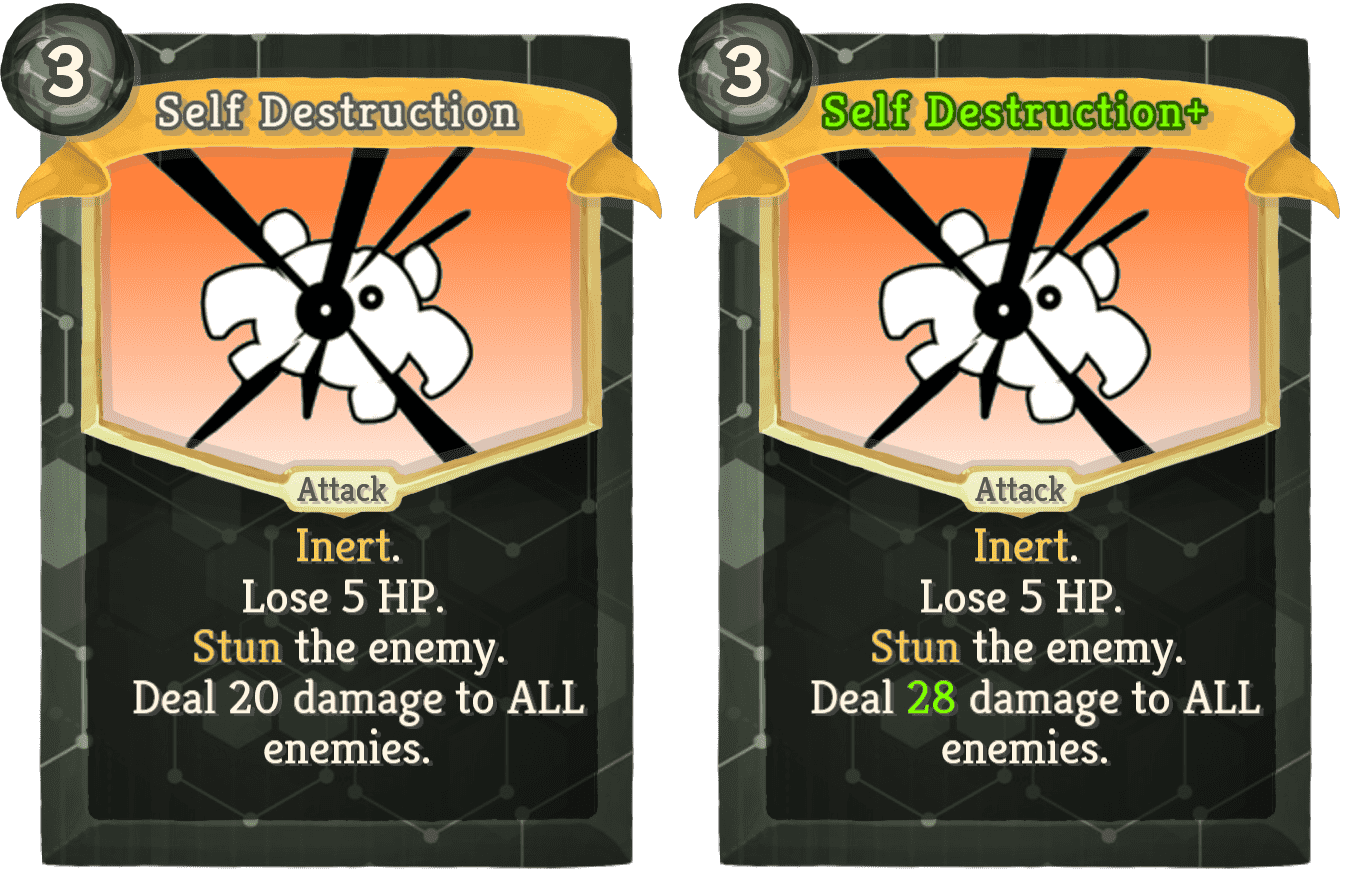 3
Self Destruction
Attack
Inert.
Lose 5 HP.
Stun the enemy.
Deal 20 damage to ALL
enemies.
3
Self Destruction+
Attack
Inert.
Lose 5 HP.
Stun the enemy.
Deal 28 damage to ALL
enemies.